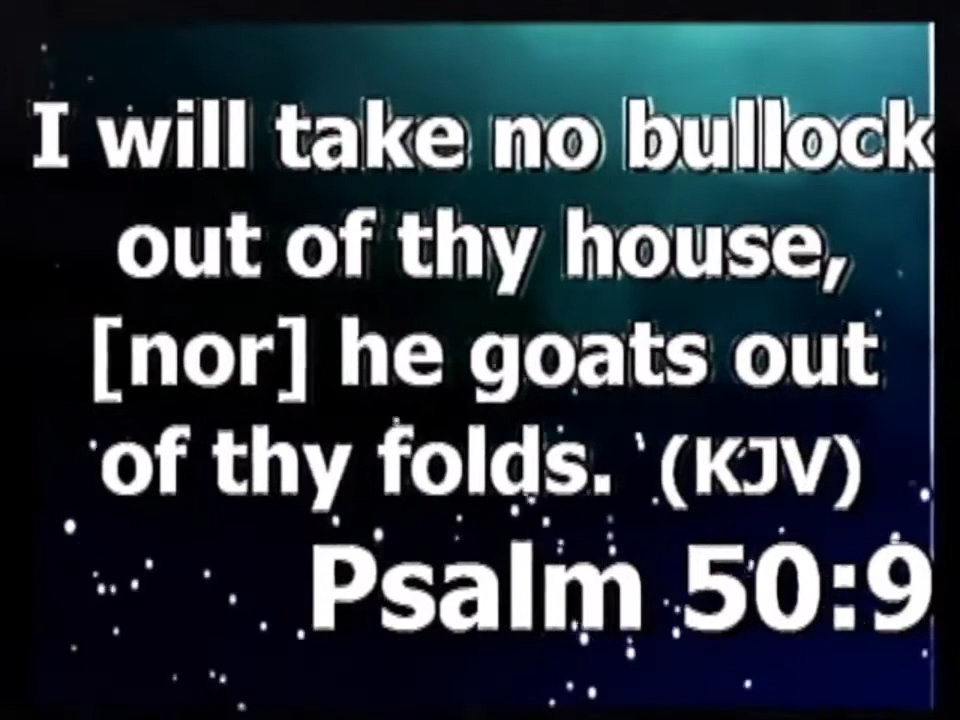 I will take no bullock
out of thy house,
[nor] he goats out
of thy folds. (KJV)
Psalm 50:9